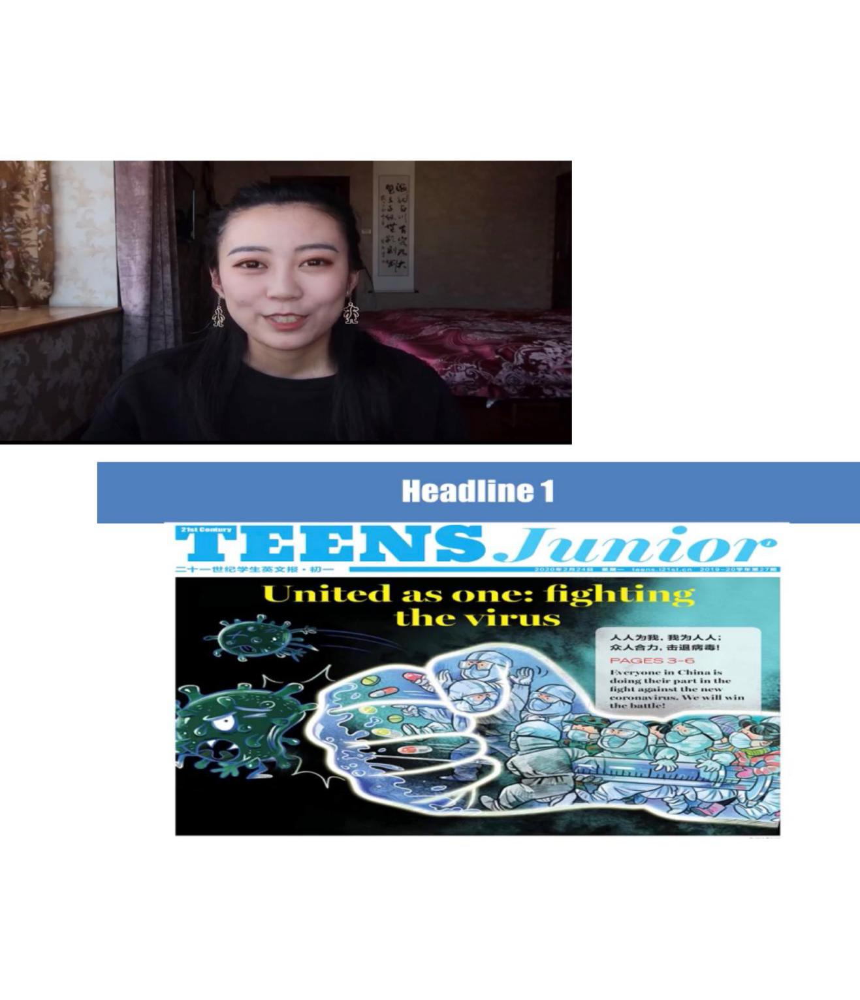 Headline 1
21st Century
TEENS Junior
二十一世纪学生英文报·初一
2020年2月24日 星期一 teens.i21st.cn 2019-20学年第27期
United as one: fighting
the virus
人人为我，我为人人；
众人合力，击退病毒！
PAGES 3-6
Everyone in China is
doing their part in the
fight against the new
coronavirus. We will win
the battle!